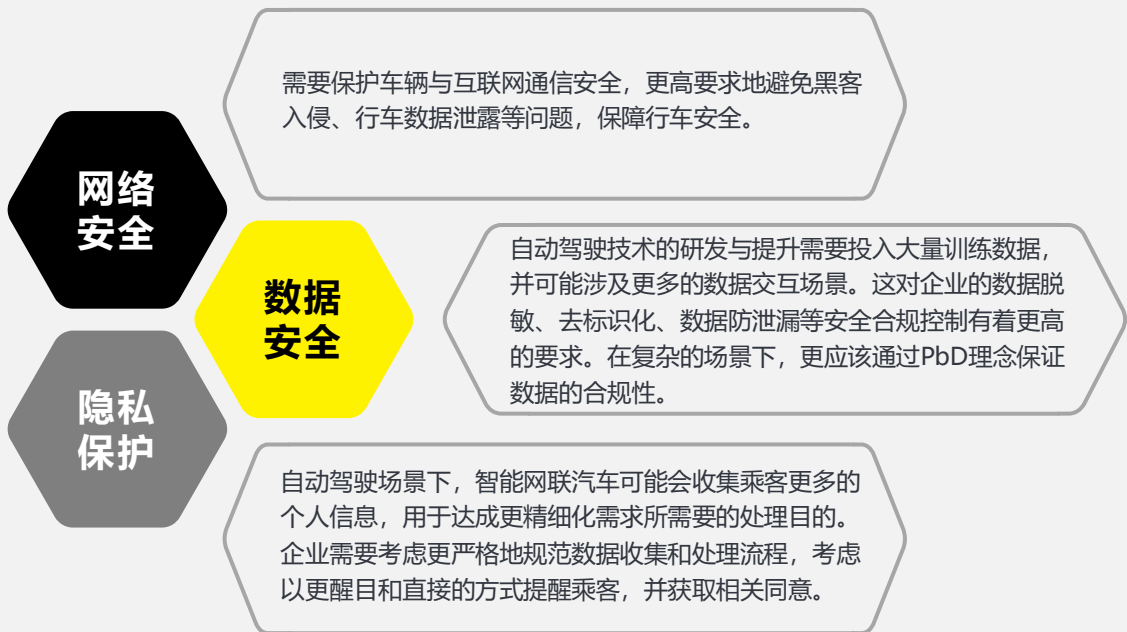 需要保护车辆与互联网通信安全，更高要求地避免黑客
入侵、行车数据泄露等问题，保障行车安全。
网络
安全
自动驾驶技术的研发与提升需要投入大量训练数据，
并可能涉及更多的数据交互场景。这对企业的数据脱
敏、去标识化、数据防泄漏等安全合规控制有着更高
的要求。在复杂的场景下，更应该通过PbD理念保证
数据的合规性。
数据
安全
隐私
保护
自动驾驶场景下，智能网联汽车可能会收集乘客更多的
个人信息，用于达成更精细化需求所需要的处理目的。
企业需要考虑更严格地规范数据收集和处理流程，考虑
以更醒目和直接的方式提醒乘客，并获取相关同意。